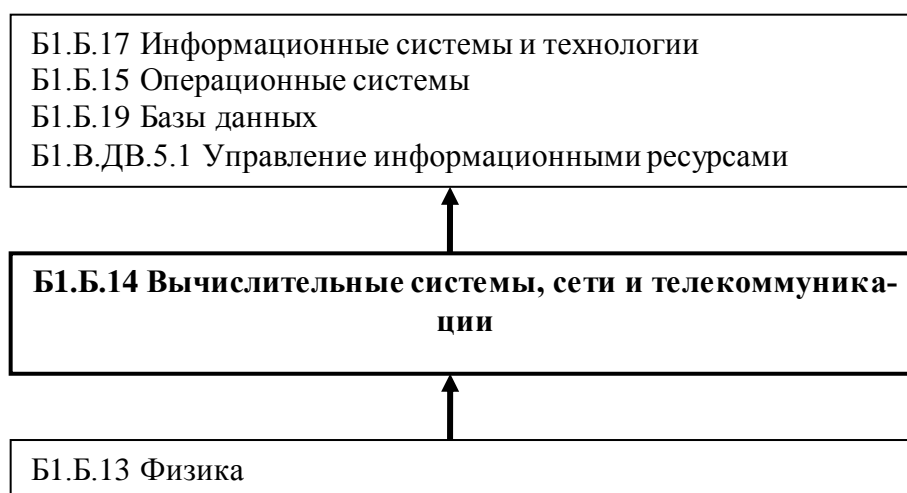 Б1.Б.17 Информационные системы и технологии
Б1.Б.15 Операционные системы
Б1.Б.19 Базы данных
Б1.В.ДВ.5.1 Управление информационными ресурсами
Б1.Б.14 Вычислительные системы, сети и телекоммуника-
ции
Б1.Б.13 Физика